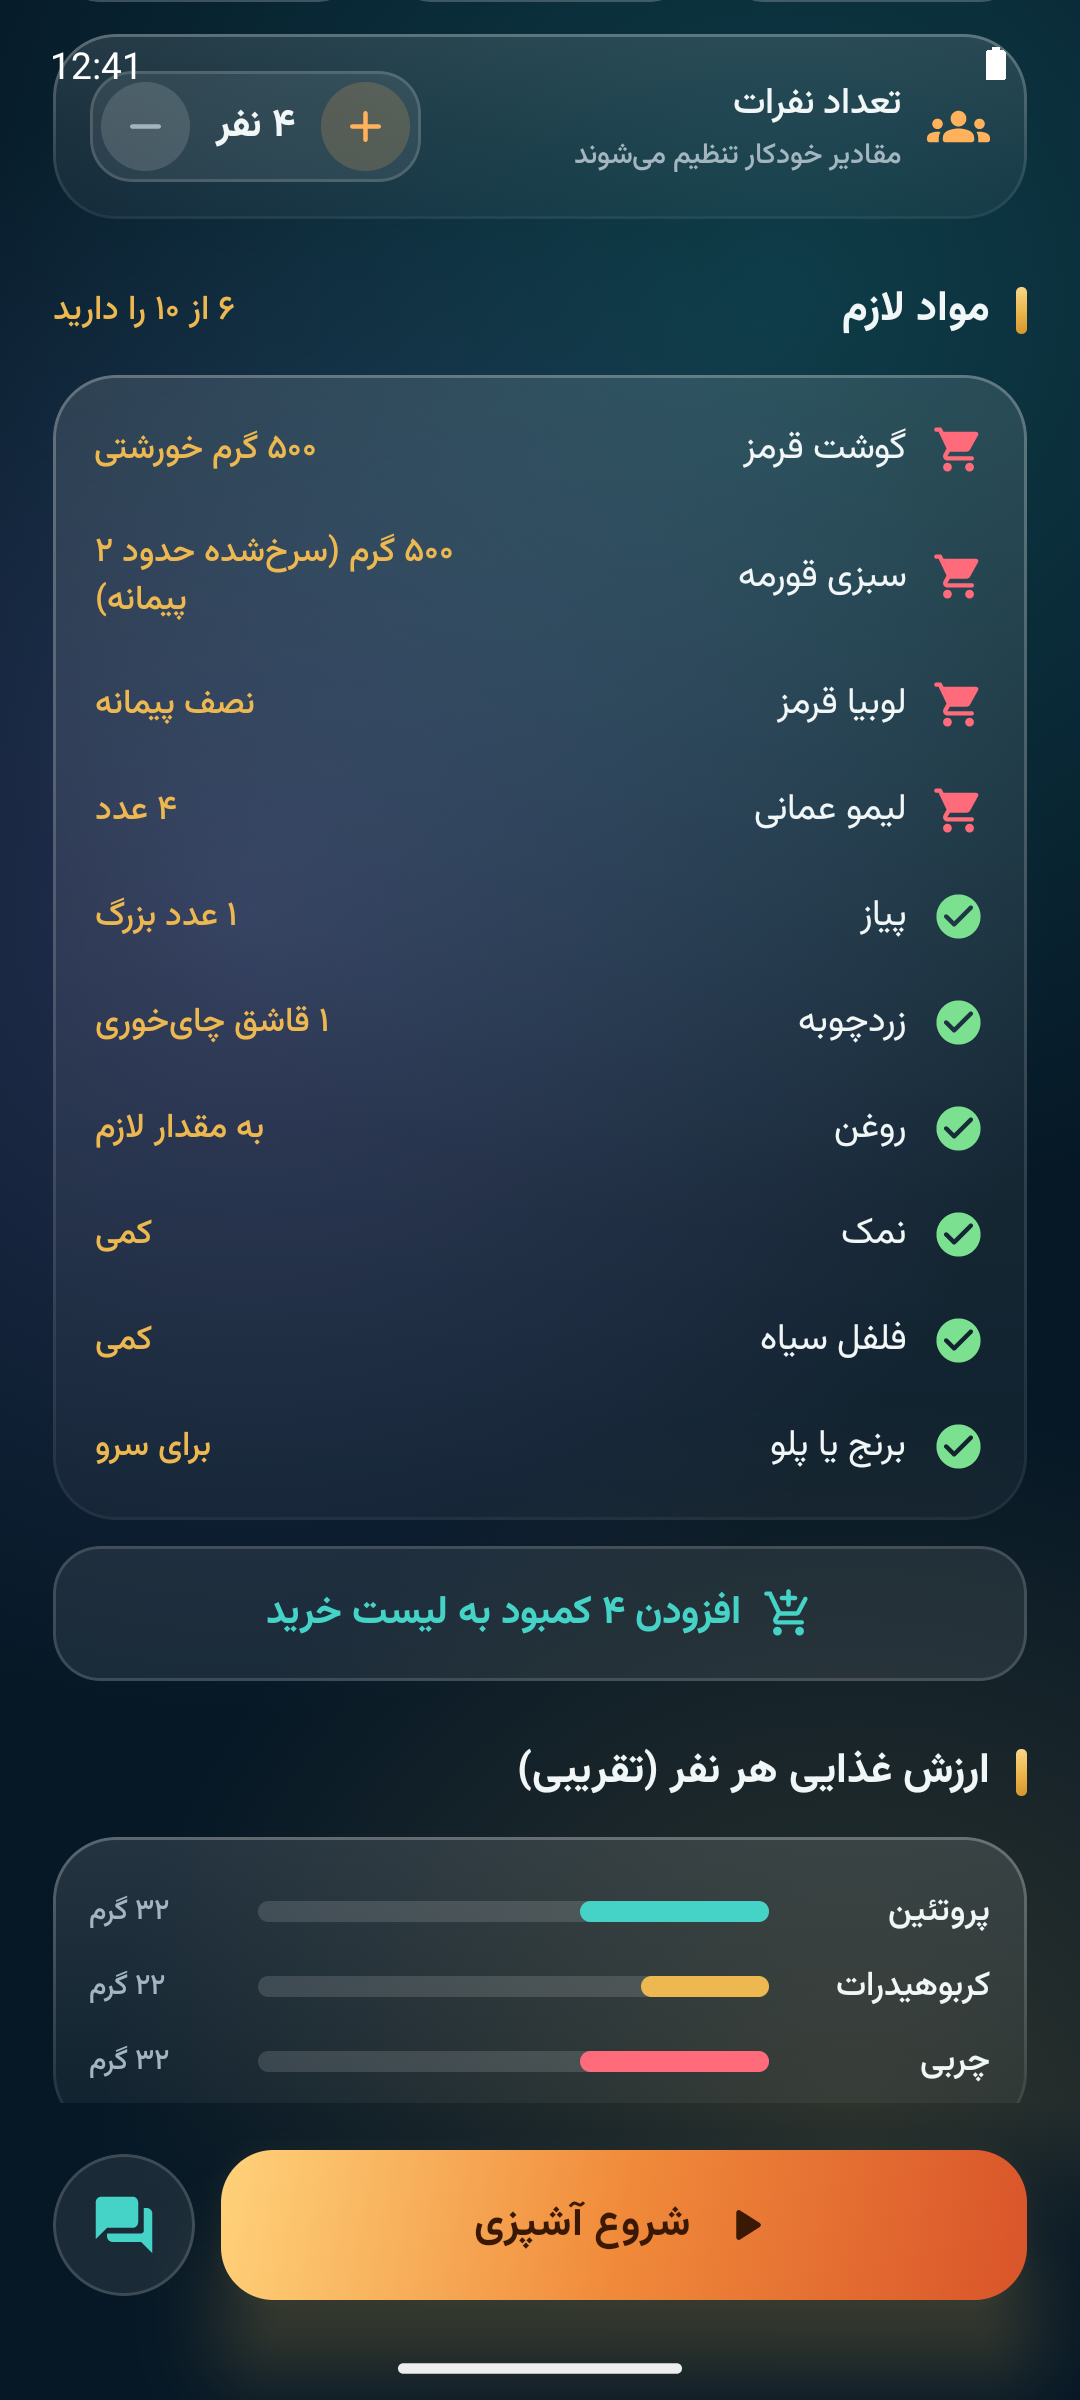 12:41
تعداد نفرات
مقادیر خودکار تنظیم می‌شوند
۴ نفر
مواد لازم
۶ از ۱۰ را دارید
گوشت قرمز
۵۰۰ گرم خورشتی
سبزی قورمه
۵۰۰ گرم (سرخ‌شده حدود ۲
پیمانه)
لوبیا قرمز
نصف پیمانه
لیمو عمانی
۴ عدد
پیاز
۱ عدد بزرگ
زردچوبه
۱ قاشق چای‌خوری
روغن
به مقدار لازم
نمک
کمی
فلفل سیاه
کمی
برنج یا پلو
برای سرو
افزودن ۴ کمبود به لیست خرید
ارزش غذایی هر نفر (تقریبی)
پروتئین
۳۲ گرم
کربوهیدرات
۲۲ گرم
چربی
۳۲ گرم
شروع آشپزی